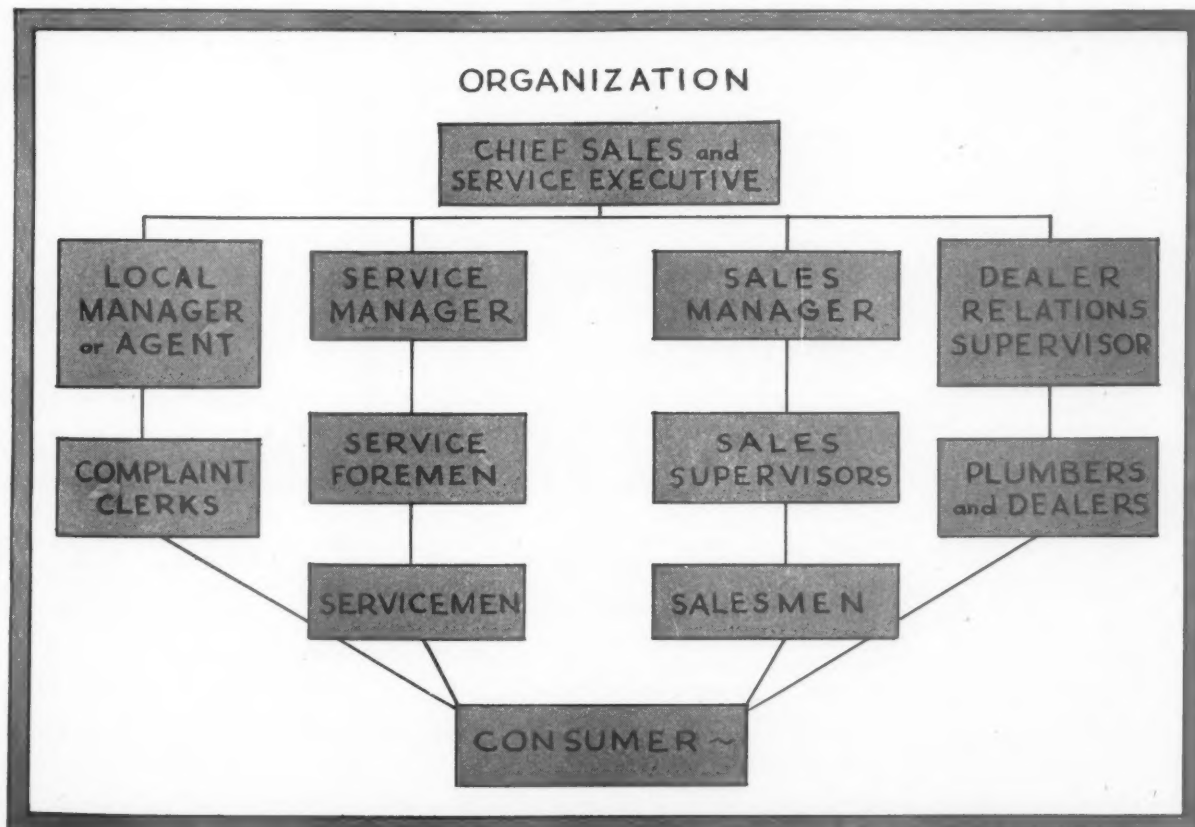 ORGANIZATION
CHIEF SALES and
SERVICE EXECUTIVE
LOCAL
MANAGER
or AGENT
SERVICE
MANAGER
SALES
MANAGER
DEALER
RELATIONS
SUPERVISOR
COMPLAINT
CLERKS
SERVICE
FOREMEN
SALES
SUPERVISORS
PLUMBERS
and DEALERS
SERVICEMEN
SALESMEN
CONSUMER ~